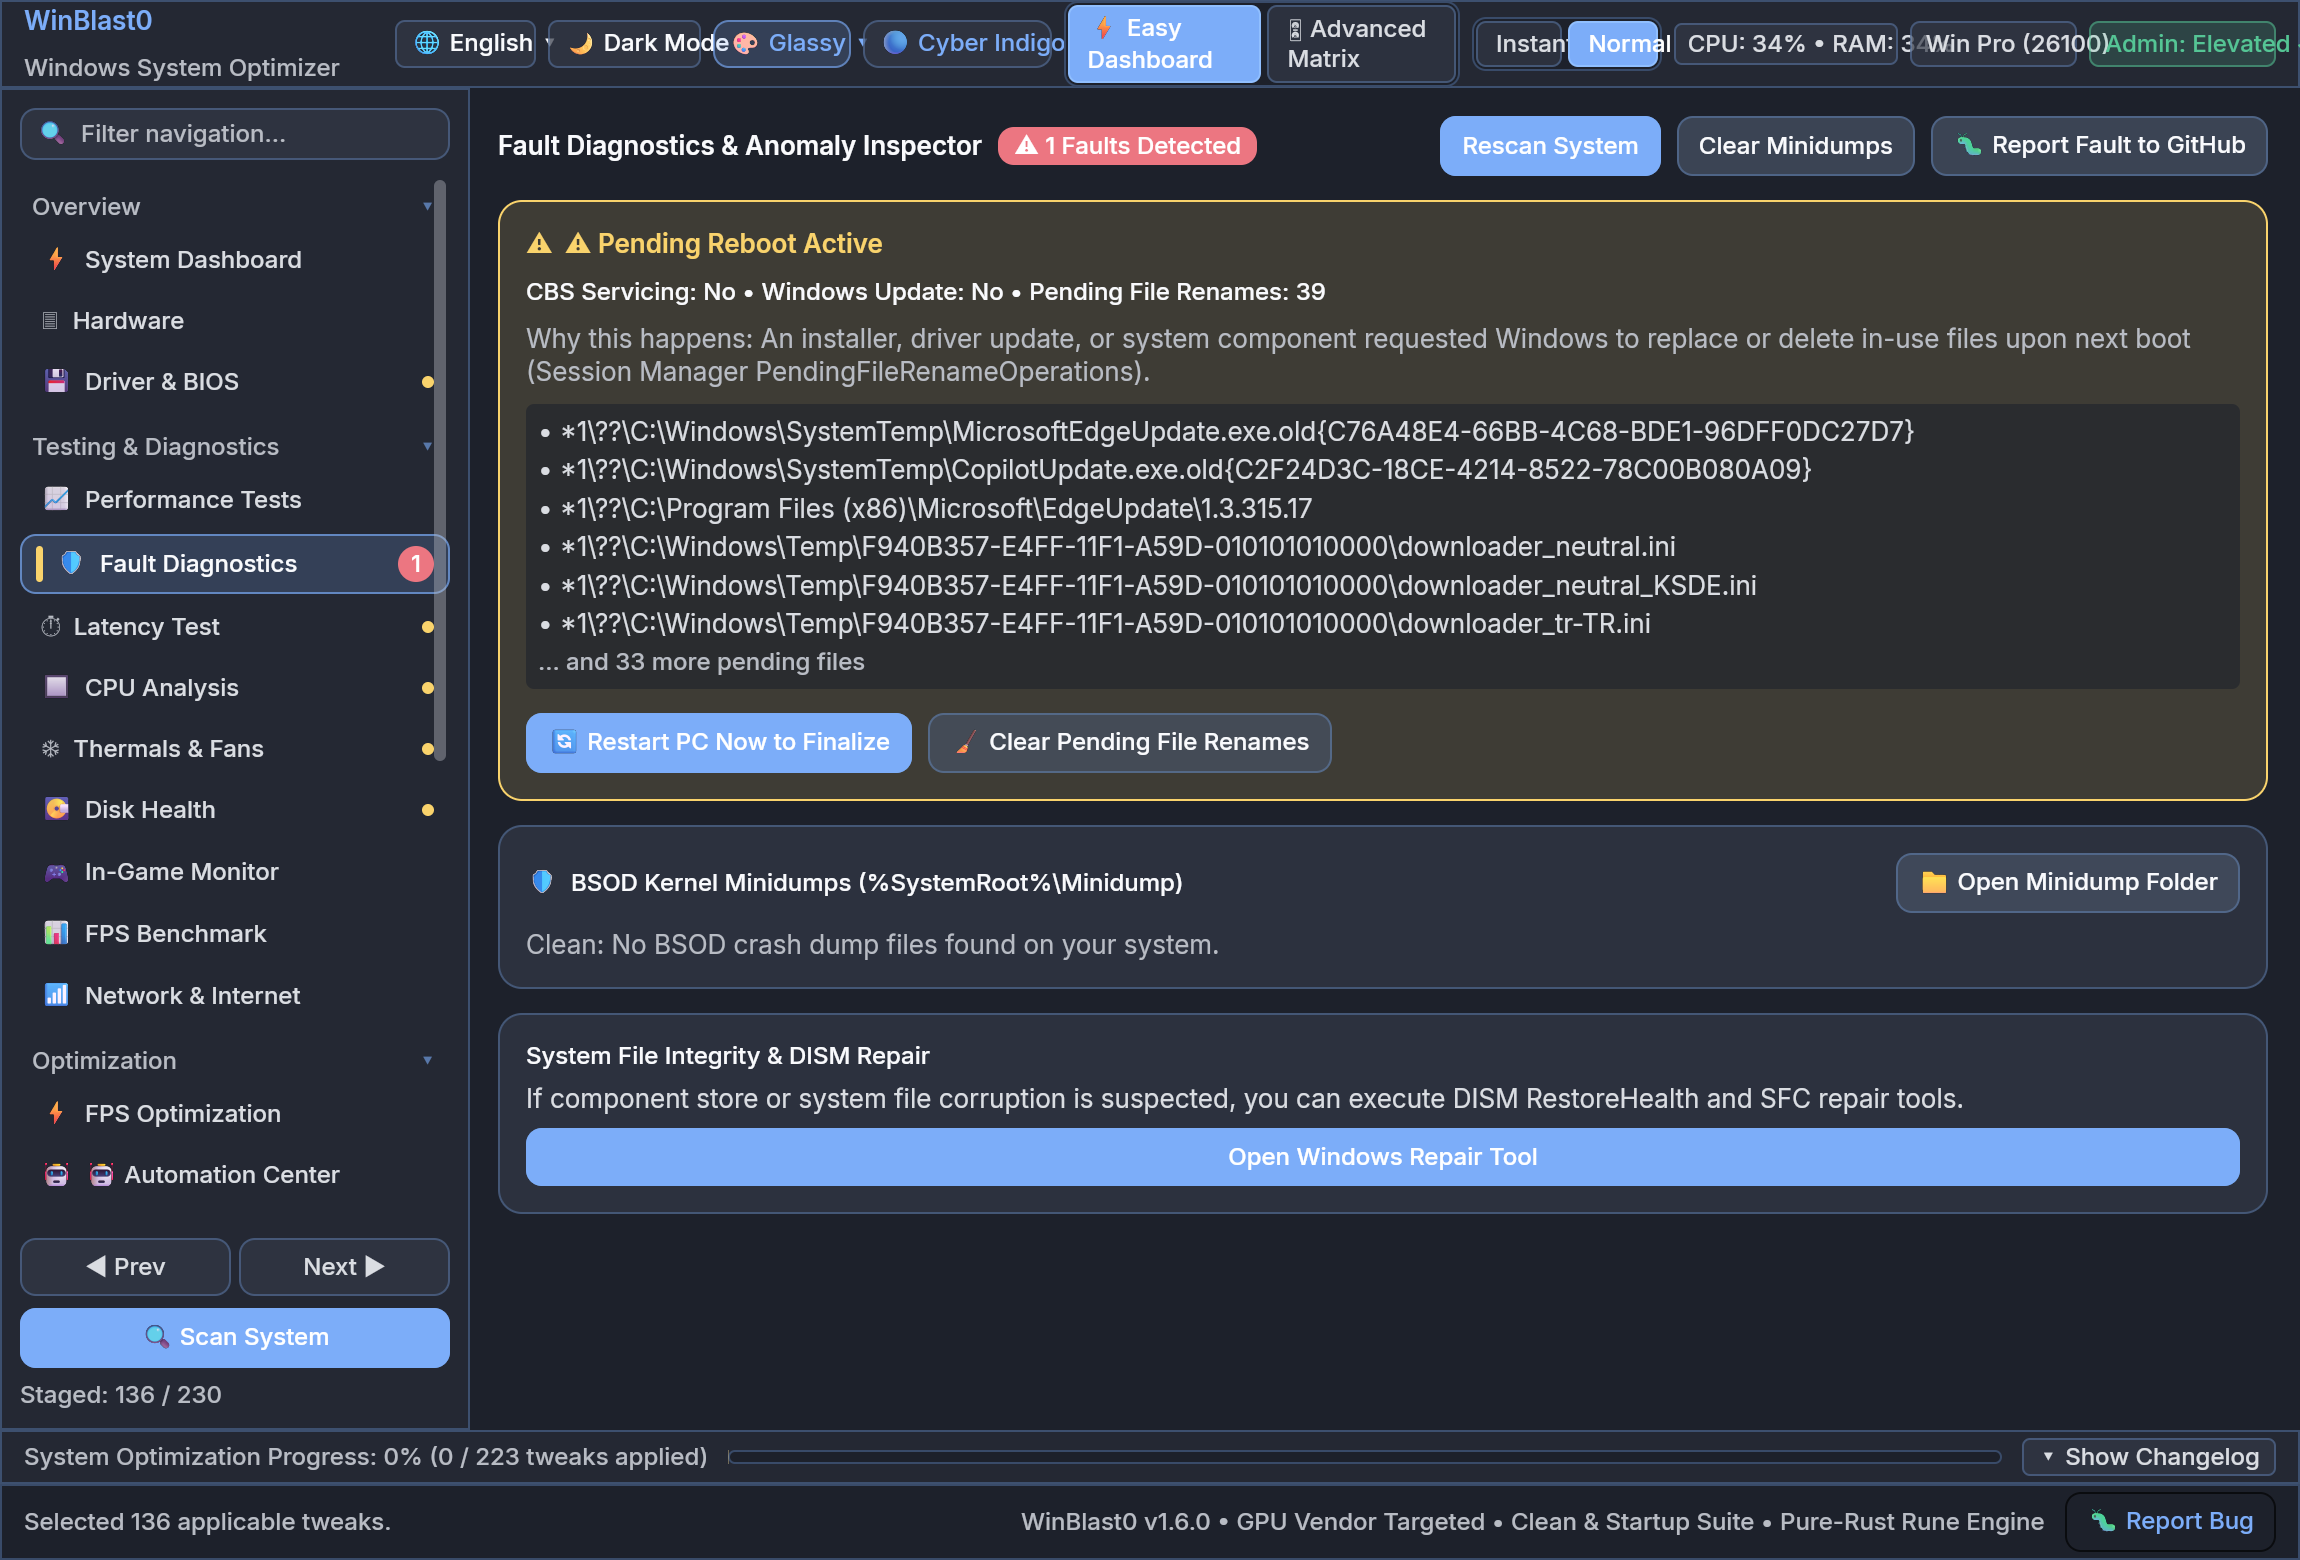 WinBlast0
Windows System Optimizer
English
Dark Mode
Glassy
Cyber Indigo
Easy Dashboard
Advanced Matrix
Instant
Normal
CPU: 34% • RAM:
Win Pro (26100)
Admin: Elevated
Filter navigation...
Overview
System Dashboard
Hardware
Driver & BIOS
Testing & Diagnostics
Performance Tests
Fault Diagnostics 1
Latency Test
CPU Analysis
Thermals & Fans
Disk Health
In-Game Monitor
FPS Benchmark
Network & Internet
Optimization
FPS Optimization
Automation Center
◀ Prev
Next ▶
Scan System
Staged: 136 / 230
Fault Diagnostics & Anomaly Inspector
⚠ 1 Faults Detected
Rescan System
Clear Minidumps
Report Fault to GitHub
⚠ ⚠ Pending Reboot Active
CBS Servicing: No • Windows Update: No • Pending File Renames: 39
Why this happens: An installer, driver update, or system component requested Windows to replace or delete in-use files upon next boot
(Session Manager PendingFileRenameOperations).
• *1\??\C:\Windows\SystemTemp\MicrosoftEdgeUpdate.exe.old{C76A48E4-66BB-4C68-BDE1-96DFF0DC27D7}
• *1\??\C:\Windows\SystemTemp\CopilotUpdate.exe.old{C2F24D3C-18CE-4214-8522-78C00B080A09}
• *1\??\C:\Program Files (x86)\Microsoft\EdgeUpdate\1.3.315.17
• *1\??\C:\Windows\Temp\F940B357-E4FF-11F1-A59D-010101010000\downloader_neutral.ini
• *1\??\C:\Windows\Temp\F940B357-E4FF-11F1-A59D-010101010000\downloader_neutral_KSDE.ini
• *1\??\C:\Windows\Temp\F940B357-E4FF-11F1-A59D-010101010000\downloader_tr-TR.ini
... and 33 more pending files
Restart PC Now to Finalize
Clear Pending File Renames
BSOD Kernel Minidumps (%SystemRoot%\Minidump)
Open Minidump Folder
Clean: No BSOD crash dump files found on your system.
System File Integrity & DISM Repair
If component store or system file corruption is suspected, you can execute DISM RestoreHealth and SFC repair tools.
Open Windows Repair Tool
System Optimization Progress: 0% (0 / 223 tweaks applied)
▼ Show Changelog
Selected 136 applicable tweaks.
WinBlast0 v1.6.0 • GPU Vendor Targeted • Clean & Startup Suite • Pure-Rust Rune Engine
Report Bug